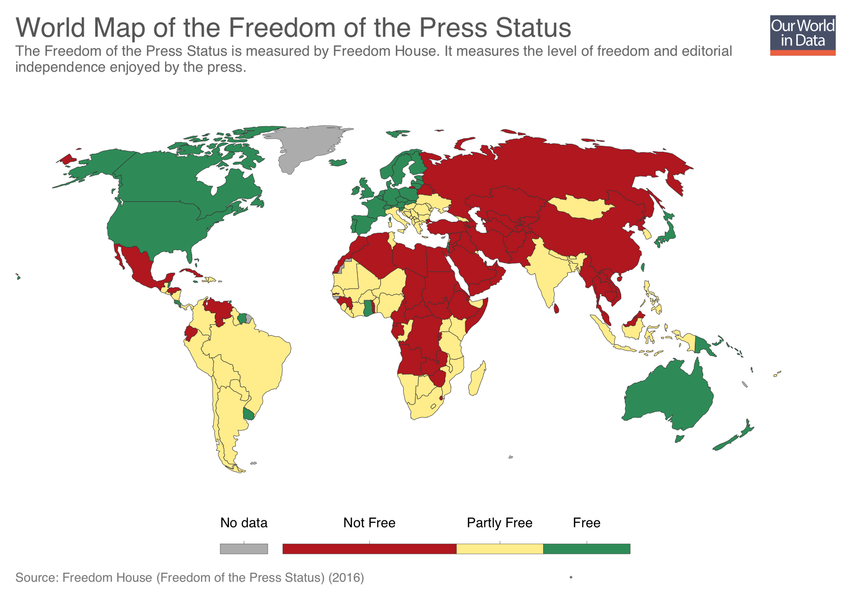 World Map of the Freedom of the Press Status
The Freedom of the Press Status is measured by Freedom House. It measures the level of freedom and editorial
independence enjoyed by the press.
Our World
in Data
No data
Not Free
Partly Free
Free
Source: Freedom House (Freedom of the Press Status) (2016)